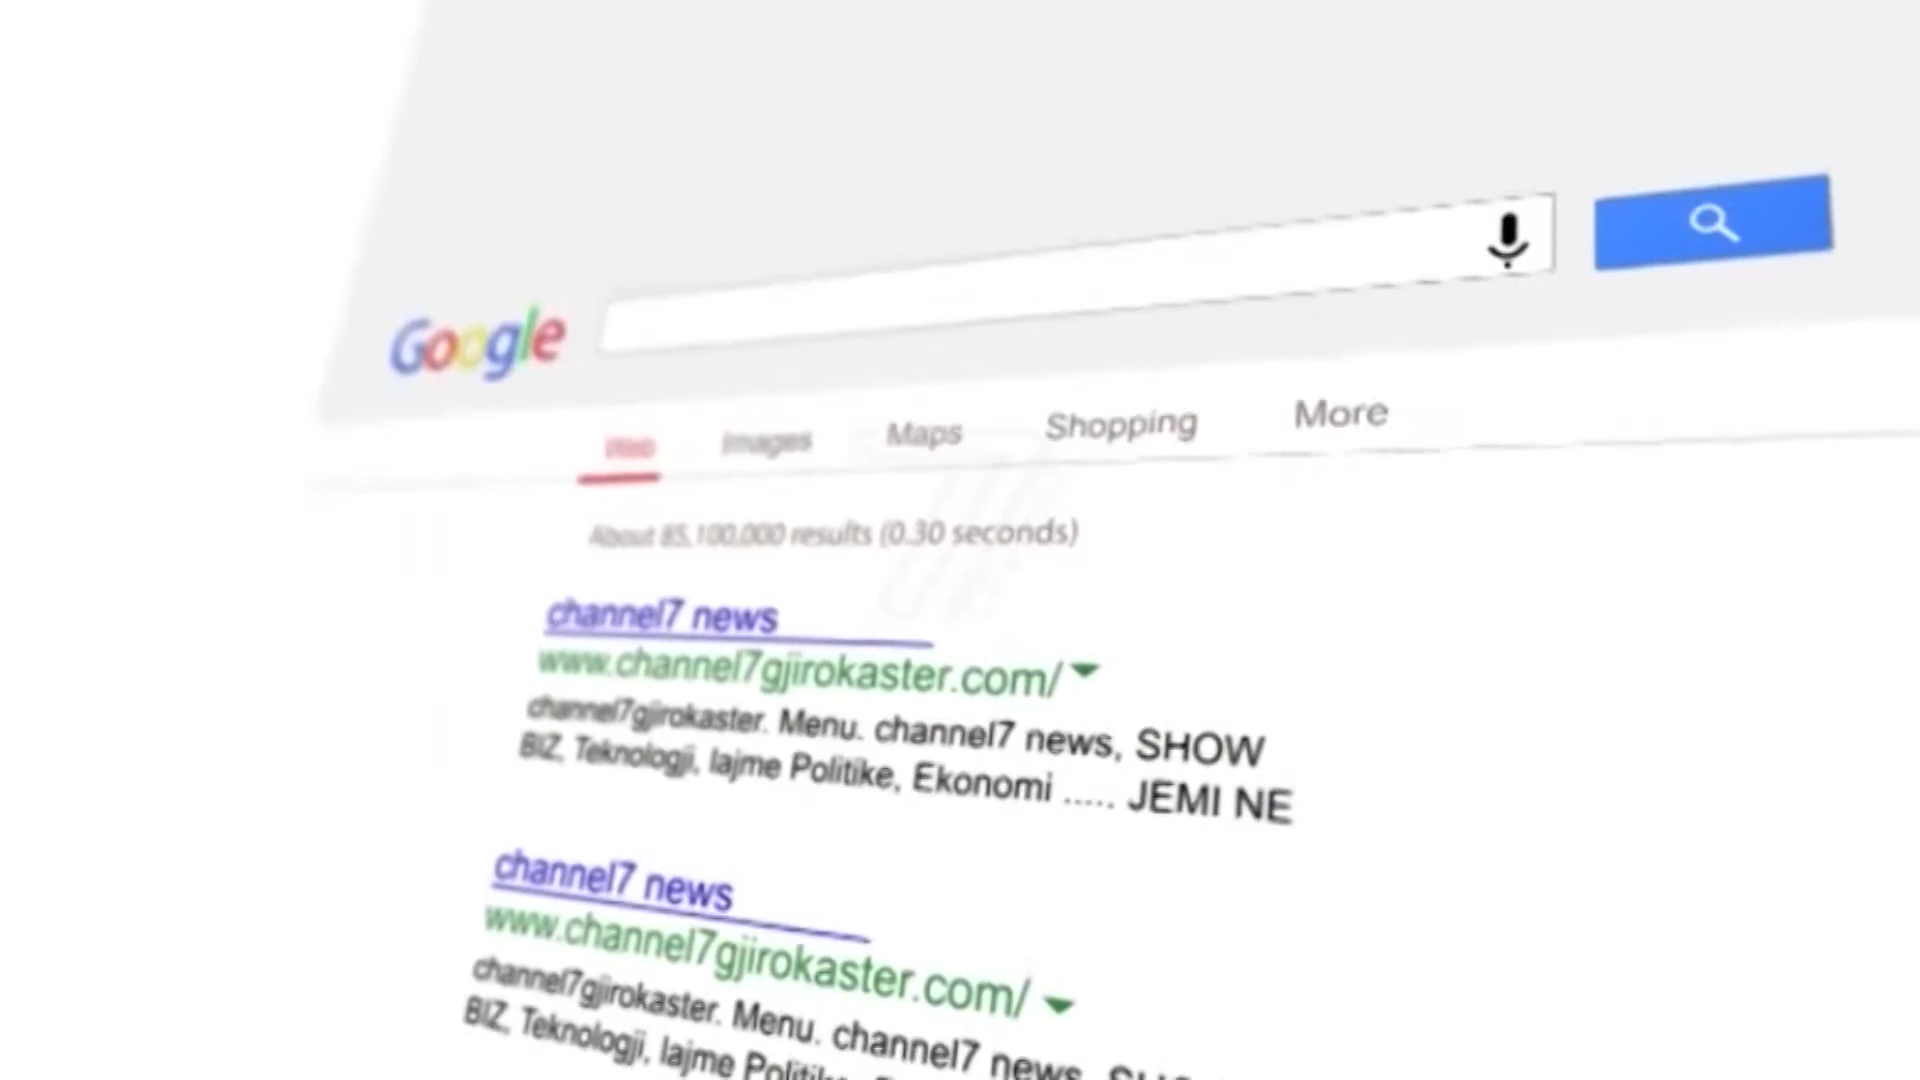 Google
Web Images Maps Shopping More
About 85,100,000 results (0.30 seconds)
channel7 news
www.channel7gjirokaster.com/
channel7gjirokaster. Menu. channel7 news, SHOW
BIZ, Teknologji, lajme Politike, Ekonomi ..... JEMI NE
channel7 news
www.channel7gjirokaster.com/
channel7gjirokaster. Menu. channel7 news,
BIZ, Teknologji, lajme